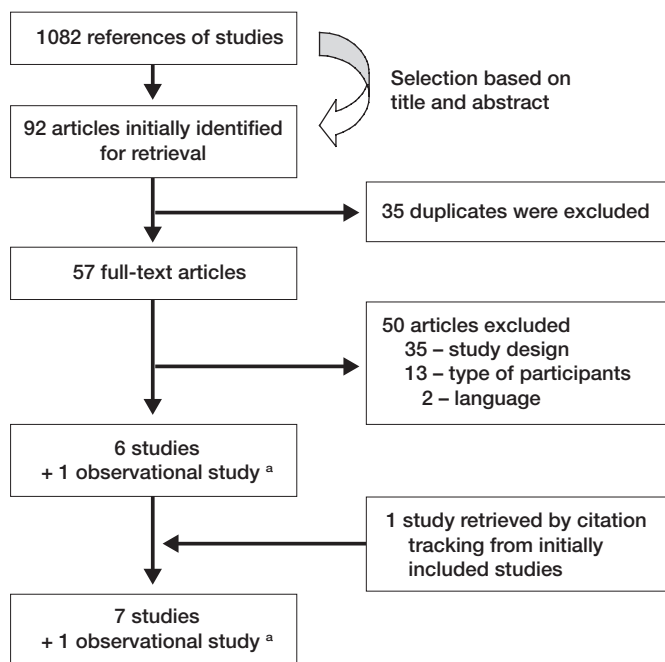 1082 references of studies
Selection based on
title and abstract
92 articles initially identified
for retrieval
35 duplicates were excluded
57 full-text articles
50 articles excluded
35 – study design
13 – type of participants
2 – language
6 studies
+ 1 observational study ª
1 study retrieved by citation
tracking from initially
included studies
7 studies
+ 1 observational study ª